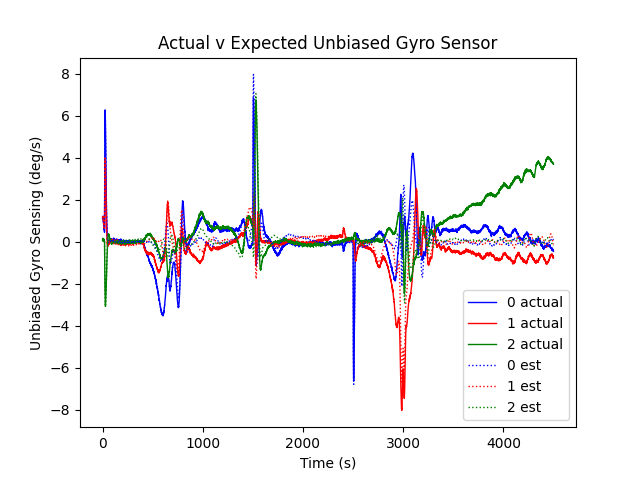 Actual v Expected Unbiased Gyro Sensor
Unbiased Gyro Sensing (deg/s)
8
6
4
2
0
−2
−4
−6
−8
0 actual
1 actual
2 actual
0 est
1 est
2 est
0 1000 2000 3000 4000
Time (s)